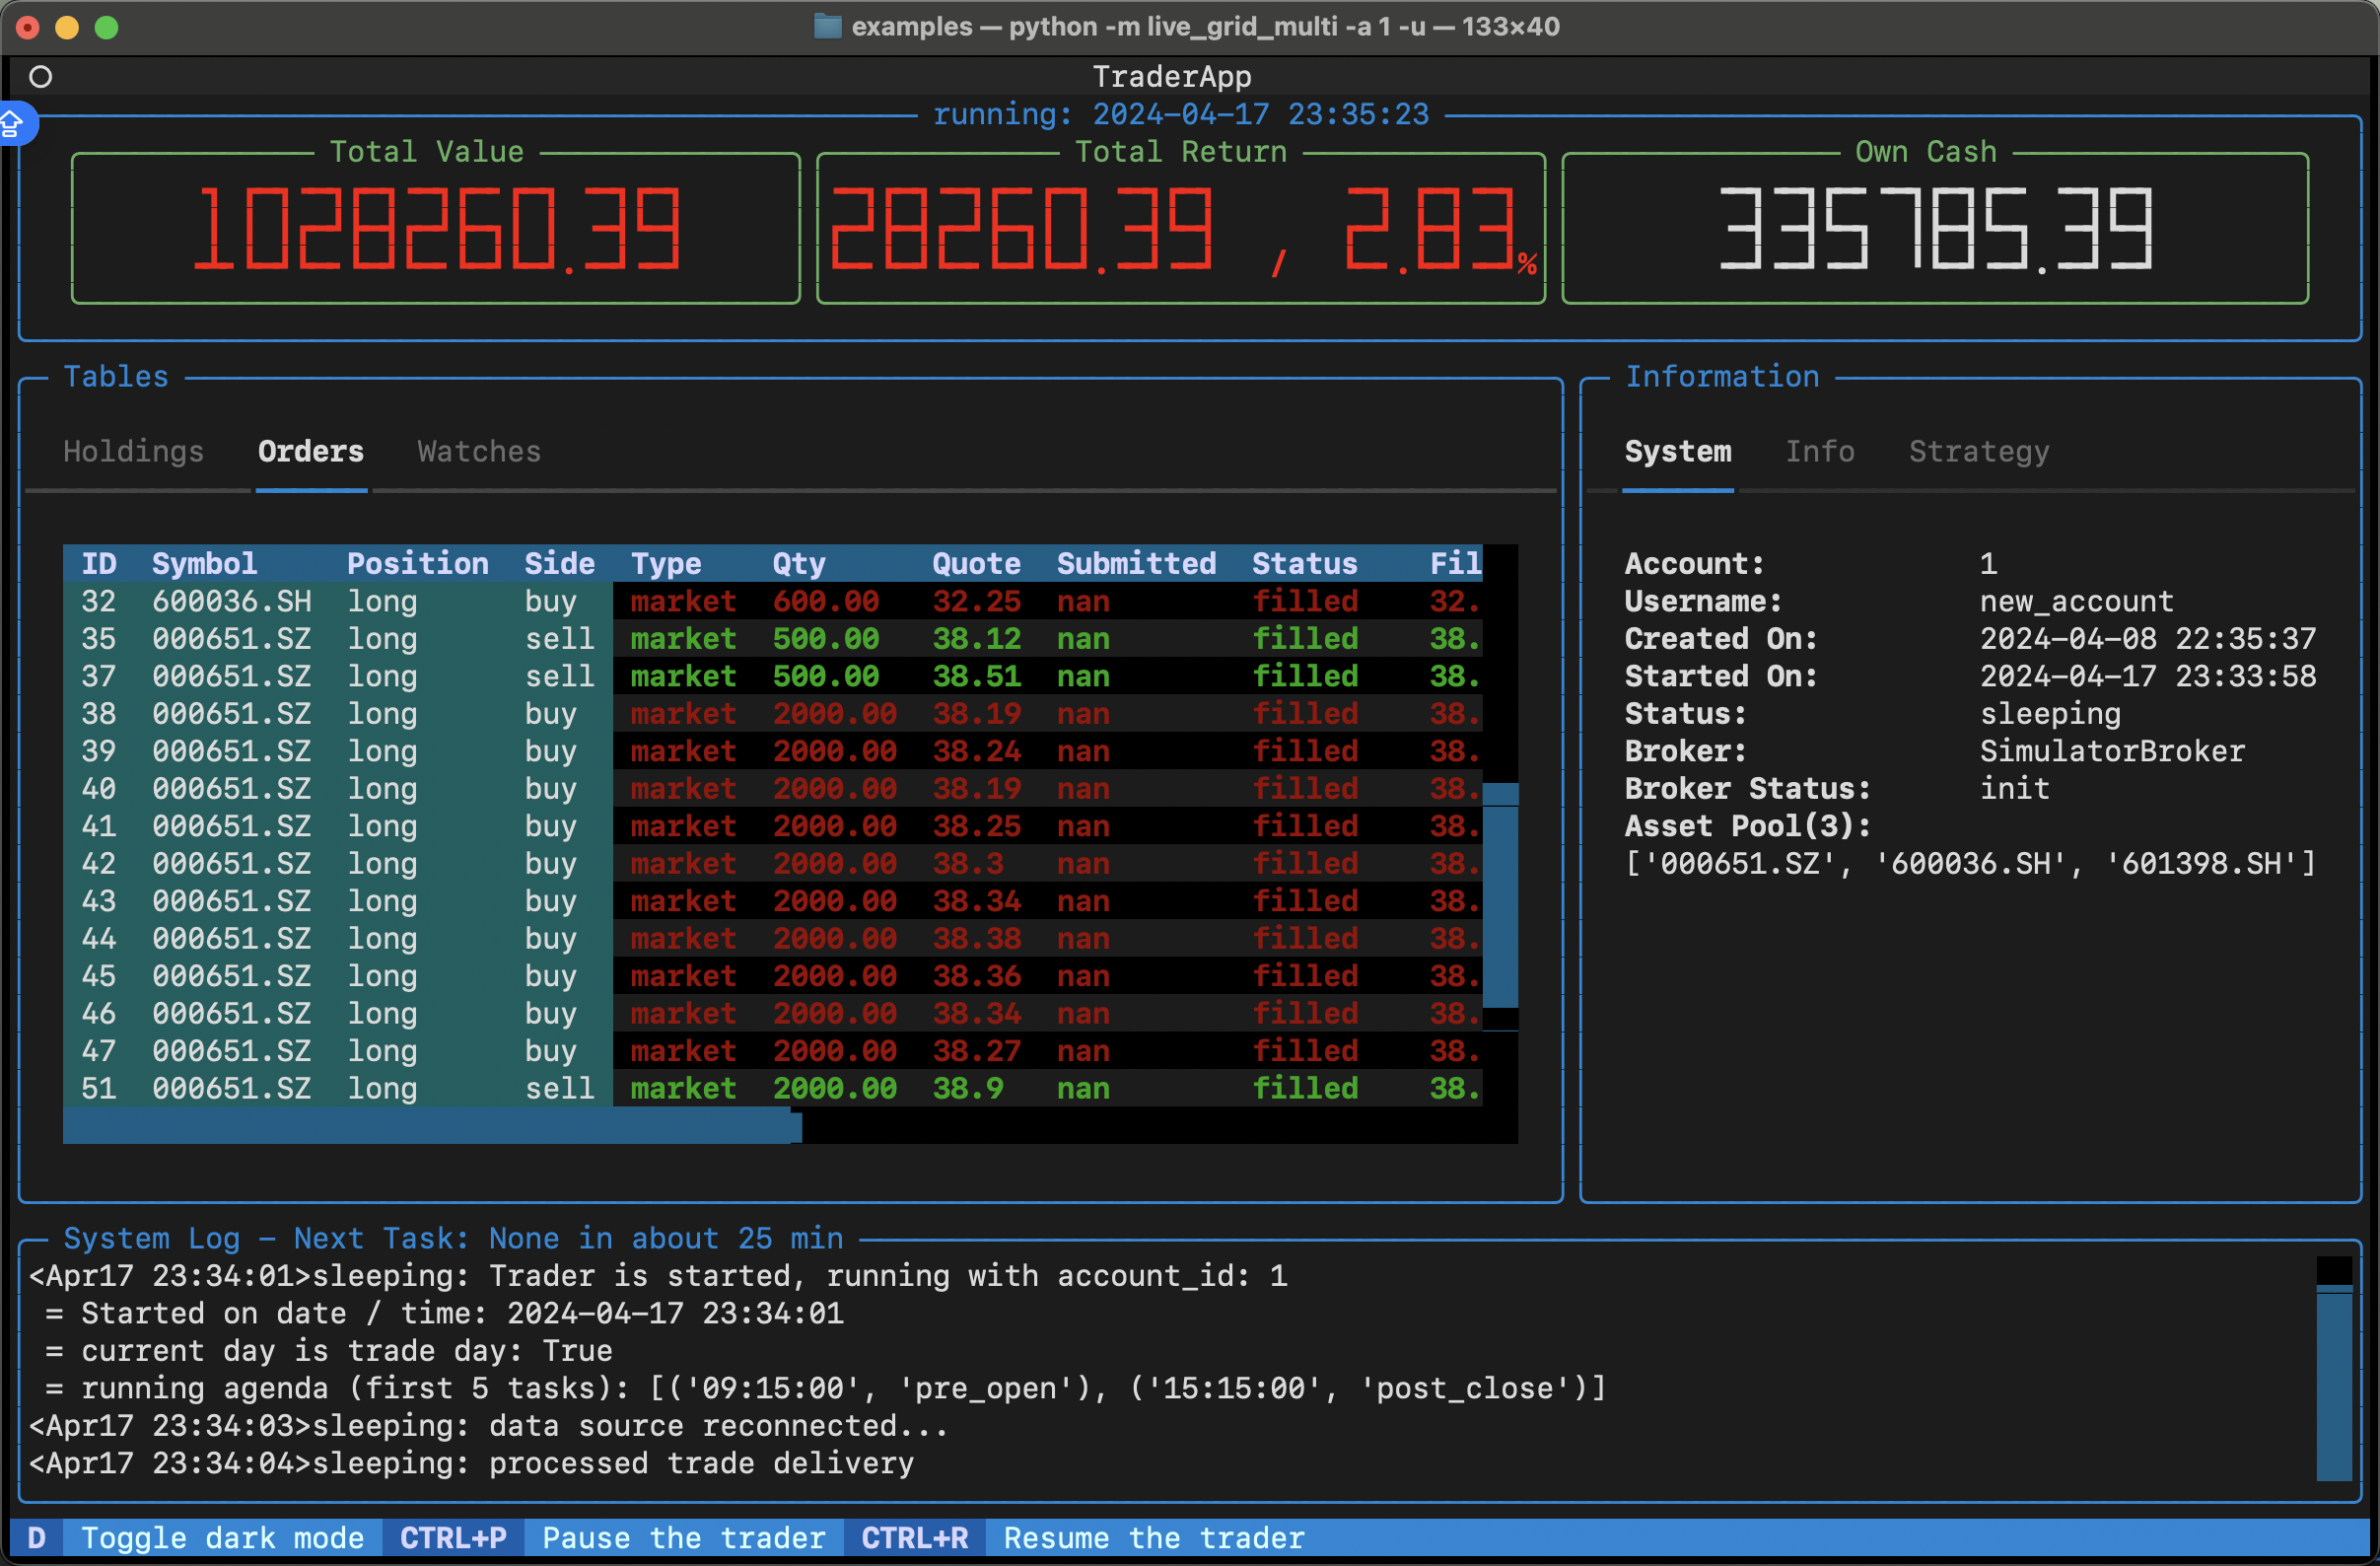 examples — python -m live_grid_multi -a 1 -u — 133×40
TraderApp
running: 2024-04-17 23:35:23
Total Value Total Return Own Cash
1028260.39 28260.39 / 2.83% 335785.39
Tables Information
Holdings Orders Watches System Info Strategy
ID Symbol Position Side Type Qty Quote Submitted Status Fil
32 600036.SH long buy market 600.00 32.25 nan filled 32.
35 000651.SZ long sell market 500.00 38.12 nan filled 38.
37 000651.SZ long sell market 500.00 38.51 nan filled 38.
38 000651.SZ long buy market 2000.00 38.19 nan filled 38.
39 000651.SZ long buy market 2000.00 38.24 nan filled 38.
40 000651.SZ long buy market 2000.00 38.19 nan filled 38.
41 000651.SZ long buy market 2000.00 38.25 nan filled 38.
42 000651.SZ long buy market 2000.00 38.3 nan filled 38.
43 000651.SZ long buy market 2000.00 38.34 nan filled 38.
44 000651.SZ long buy market 2000.00 38.38 nan filled 38.
45 000651.SZ long buy market 2000.00 38.36 nan filled 38.
46 000651.SZ long buy market 2000.00 38.34 nan filled 38.
47 000651.SZ long buy market 2000.00 38.27 nan filled 38.
51 000651.SZ long sell market 2000.00 38.9 nan filled 38.
Account: 1
Username: new_account
Created On: 2024-04-08 22:35:37
Started On: 2024-04-17 23:33:58
Status: sleeping
Broker: SimulatorBroker
Broker Status: init
Asset Pool(3):
['000651.SZ', '600036.SH', '601398.SH']
System Log - Next Task: None in about 25 min
<Apr17 23:34:01>sleeping: Trader is started, running with account_id: 1
= Started on date / time: 2024-04-17 23:34:01
= current day is trade day: True
= running agenda (first 5 tasks): [('09:15:00', 'pre_open'), ('15:15:00', 'post_close')]
<Apr17 23:34:03>sleeping: data source reconnected...
<Apr17 23:34:04>sleeping: processed trade delivery
D Toggle dark mode CTRL+P Pause the trader CTRL+R Resume the trader